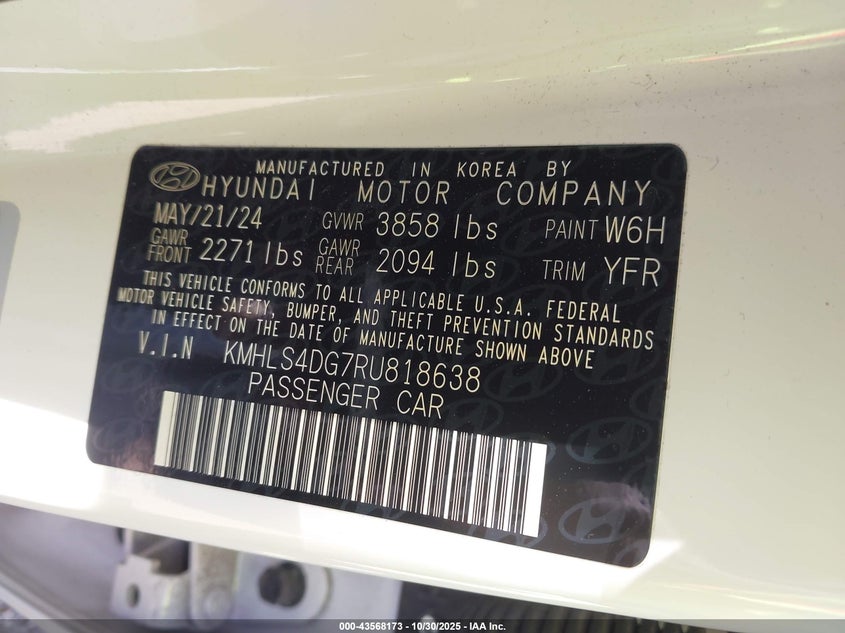 MANUFACTURED IN KOREA BY
HYUNDAI MOTOR COMPANY
MAY/21/24 GVWR 3858 lbs PAINT W6H
GAWR FRONT 2271 lbs GAWR REAR 2094 lbs TRIM YFR
THIS VEHICLE CONFORMS TO ALL APPLICABLE U.S.A. FEDERAL
MOTOR VEHICLE SAFETY, BUMPER, AND THEFT PREVENTION STANDARDS
IN EFFECT ON THE DATE OF MANUFACTURE SHOWN ABOVE
V.I.N KMHLS4DG7RU818638
PASSENGER CAR
000-43568173 - 10/30/2025 - IAA Inc.